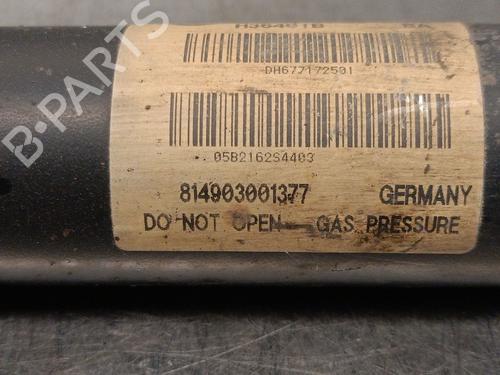 DH677172501
05B2162S4403
814903001377 GERMANY
DO NOT OPEN - GAS PRESSURE
B-Parts